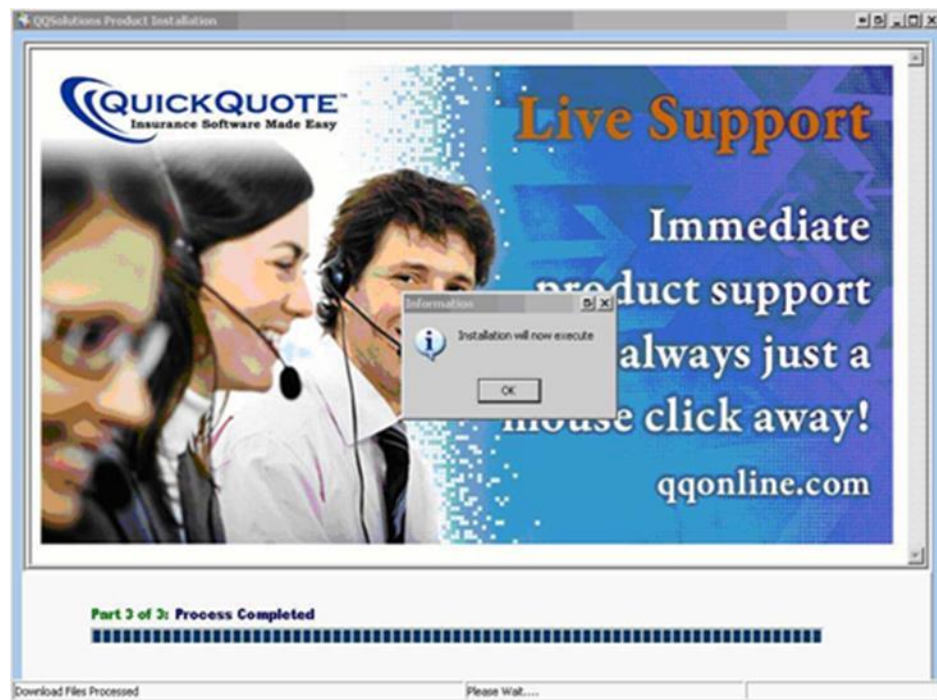 QQSolutions Product Installation
QUICKQUOTE™
Insurance Software Made Easy
Live Support
Immediate
product support
always just a
mouse click away!
qqonline.com
Information
Installation will now execute
OK
Part 3 of 3: Process Completed
Download Files Processed
Please Wait....